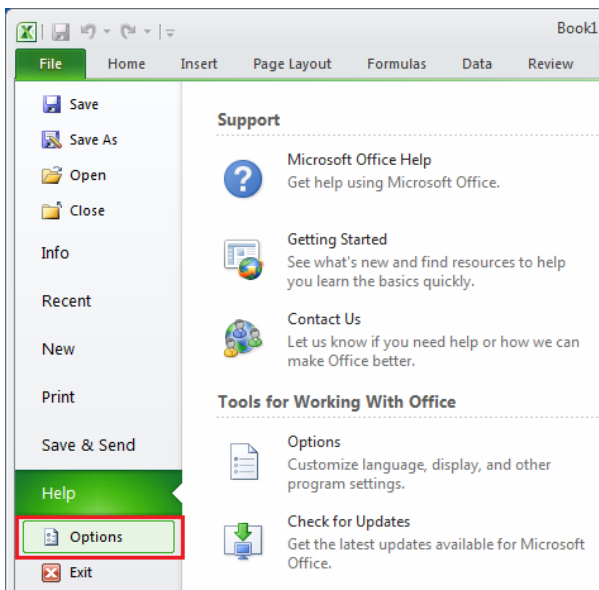 Book1
File Home Insert Page Layout Formulas Data Review
Save
Save As
Open
Close
Info
Recent
New
Print
Save & Send
Help
Options
Exit
Support
Microsoft Office Help
Get help using Microsoft Office.
Getting Started
See what's new and find resources to help
you learn the basics quickly.
Contact Us
Let us know if you need help or how we can
make Office better.
Tools for Working With Office
Options
Customize language, display, and other
program settings.
Check for Updates
Get the latest updates available for Microsoft
Office.